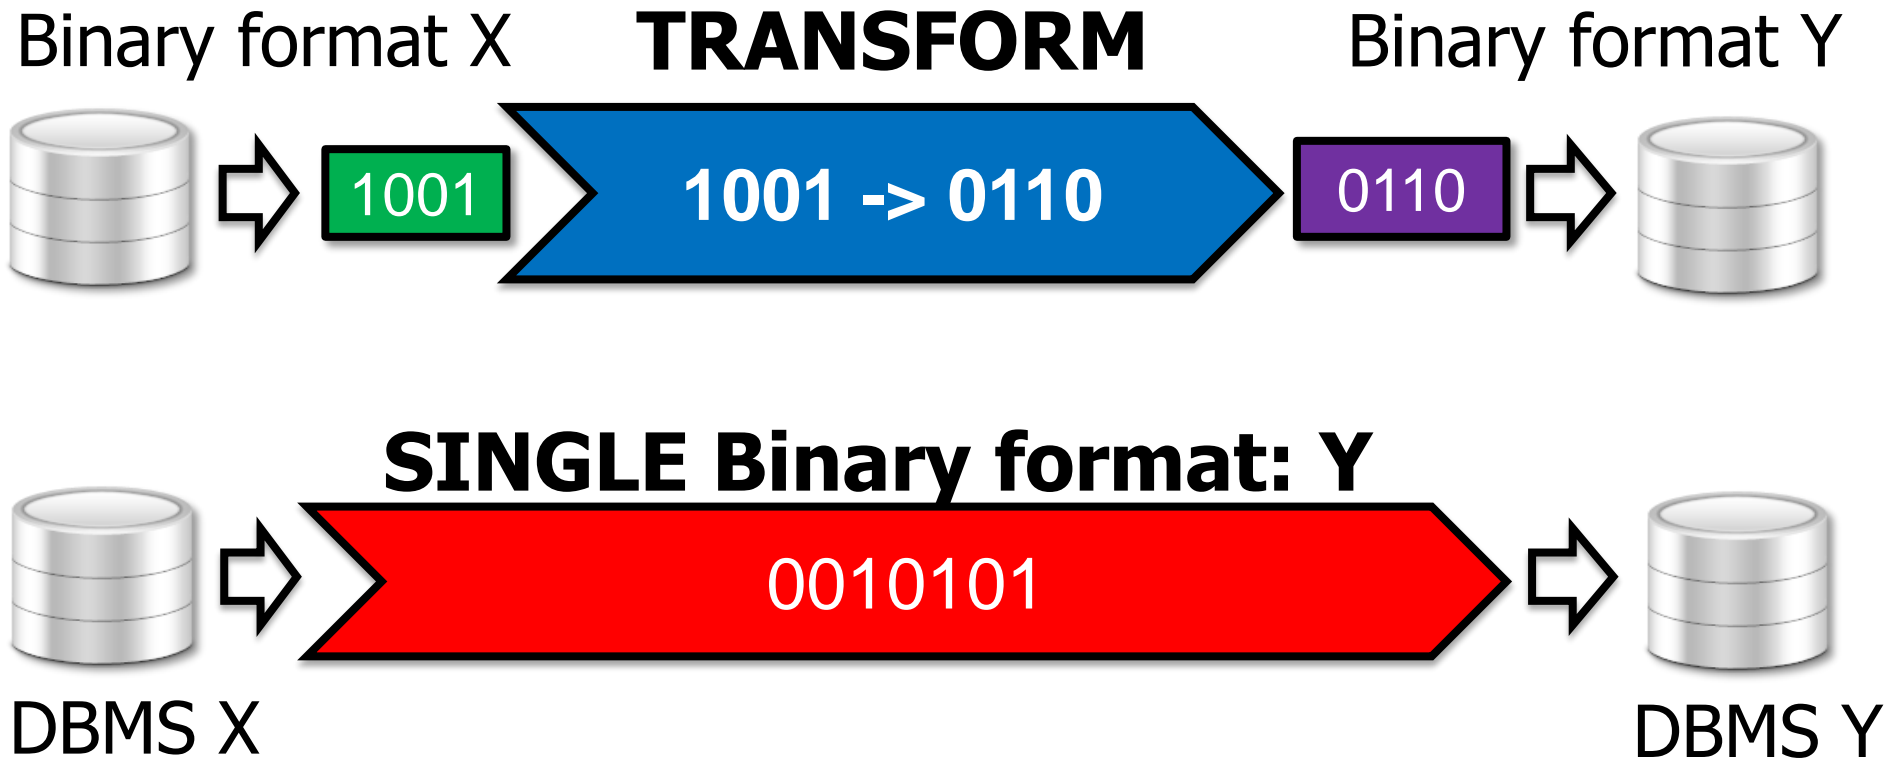 Binary format X
TRANSFORM
Binary format Y
1001
1001 -> 0110
0110
SINGLE Binary format: Y
0010101
DBMS X
DBMS Y